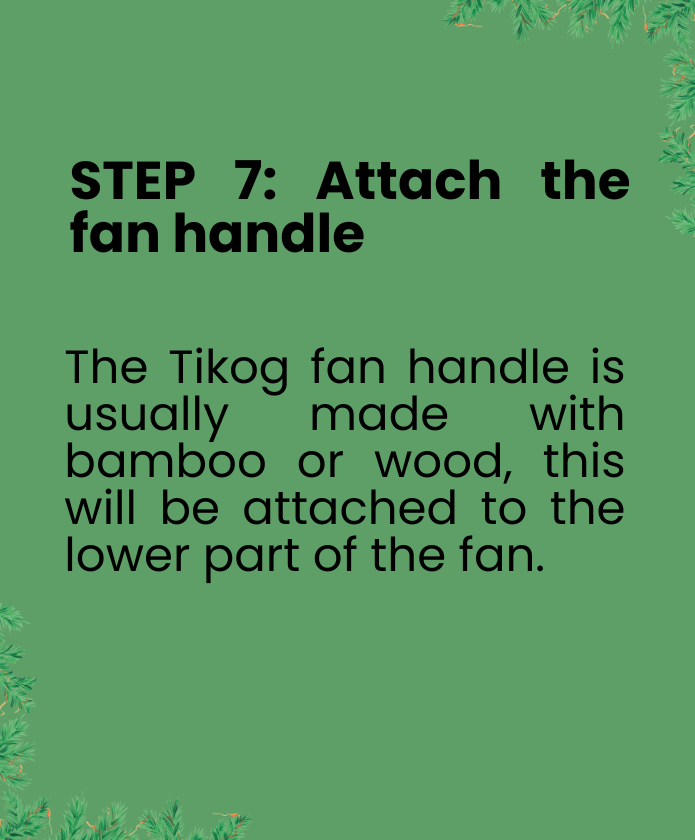 STEP 7: Attach the
fan handle
The Tikog fan handle is
usually made with
bamboo or wood, this
will be attached to the
lower part of the fan.